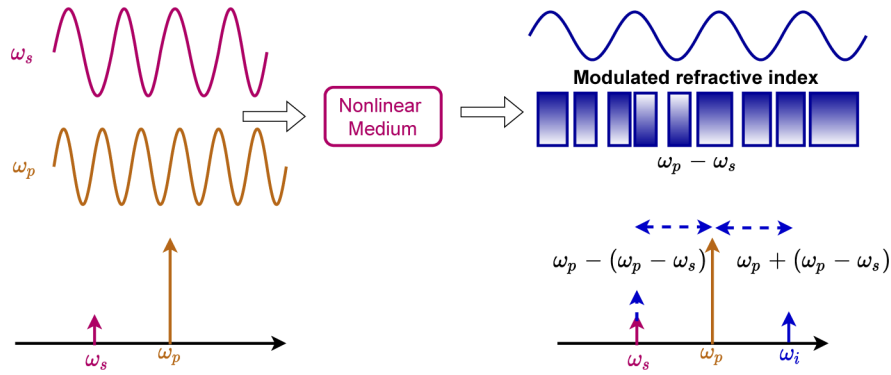 ωs
ωp
Nonlinear
Medium
Modulated refractive index
ωp − ωs
ωs
ωp
ωp − (ωp − ωs)
ωp + (ωp − ωs)
ωs
ωp
ωi